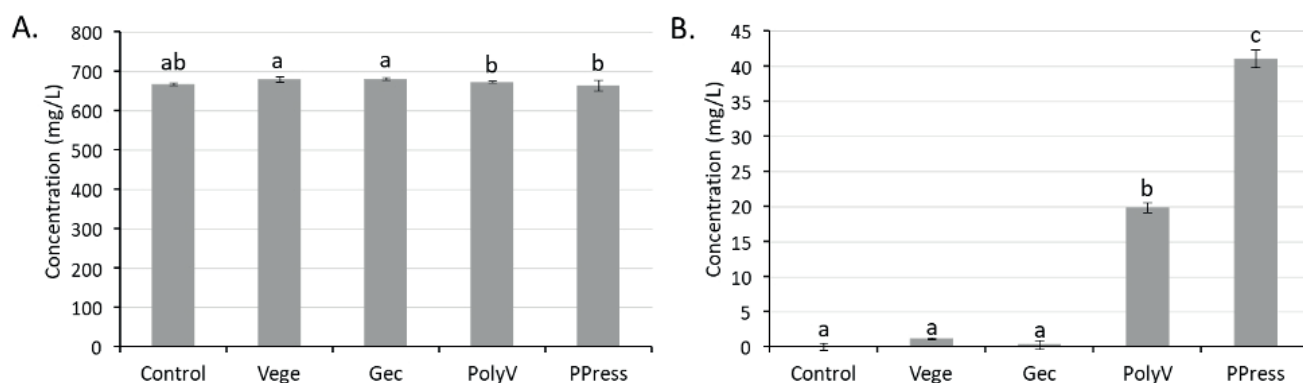 A.
Concentration (mg/L)
800
700
600
500
400
300
200
100
0
ab
a
a
b
b
Control
Vege
Gec
PolyV
PPress
B.
Concentration (mg/L)
45
40
35
30
25
20
15
10
5
0
a
a
a
b
c
Control
Vege
Gec
PolyV
PPress